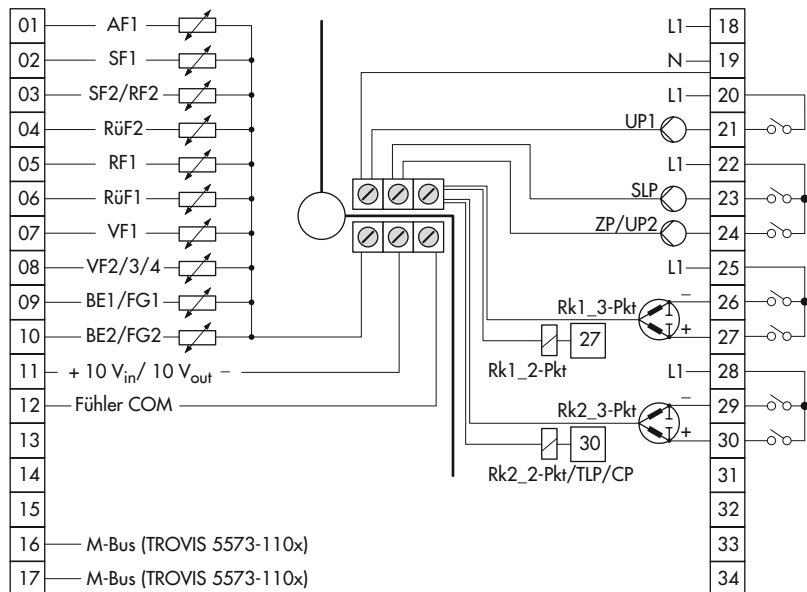 01 AF1
02 SF1
03 SF2/RF2
04 RüF2
05 RF1
06 RüF1
07 VF1
08 VF2/3/4
09 BE1/FG1
10 BE2/FG2
11 + 10 Vin/ 10 Vout –
12 Fühler COM
13
14
15
16 M-Bus (TROVIS 5573-110x)
17 M-Bus (TROVIS 5573-110x)
L1 18
N 19
L1 20
UP1 21
L1 22
SLP 23
ZP/UP2 24
L1 25
Rk1_3-Pkt – 26
+ 27
27
Rk1_2-Pkt
L1 28
Rk2_3-Pkt – 29
+ 30
30
Rk2_2-Pkt/TLP/CP
31
32
33
34